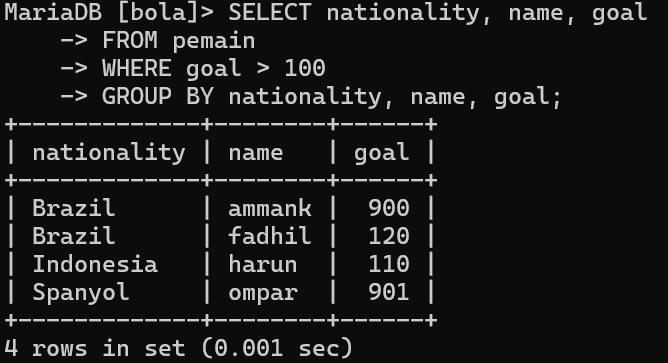 MariaDB [bola]> SELECT nationality, name, goal
    -> FROM pemain
    -> WHERE goal > 100
    -> GROUP BY nationality, name, goal;
+-------------+--------+------+
| nationality | name   | goal |
+-------------+--------+------+
| Brazil      | ammank |  900 |
| Brazil      | fadhil |  120 |
| Indonesia   | harun  |  110 |
| Spanyol     | ompar  |  901 |
+-------------+--------+------+
4 rows in set (0.001 sec)